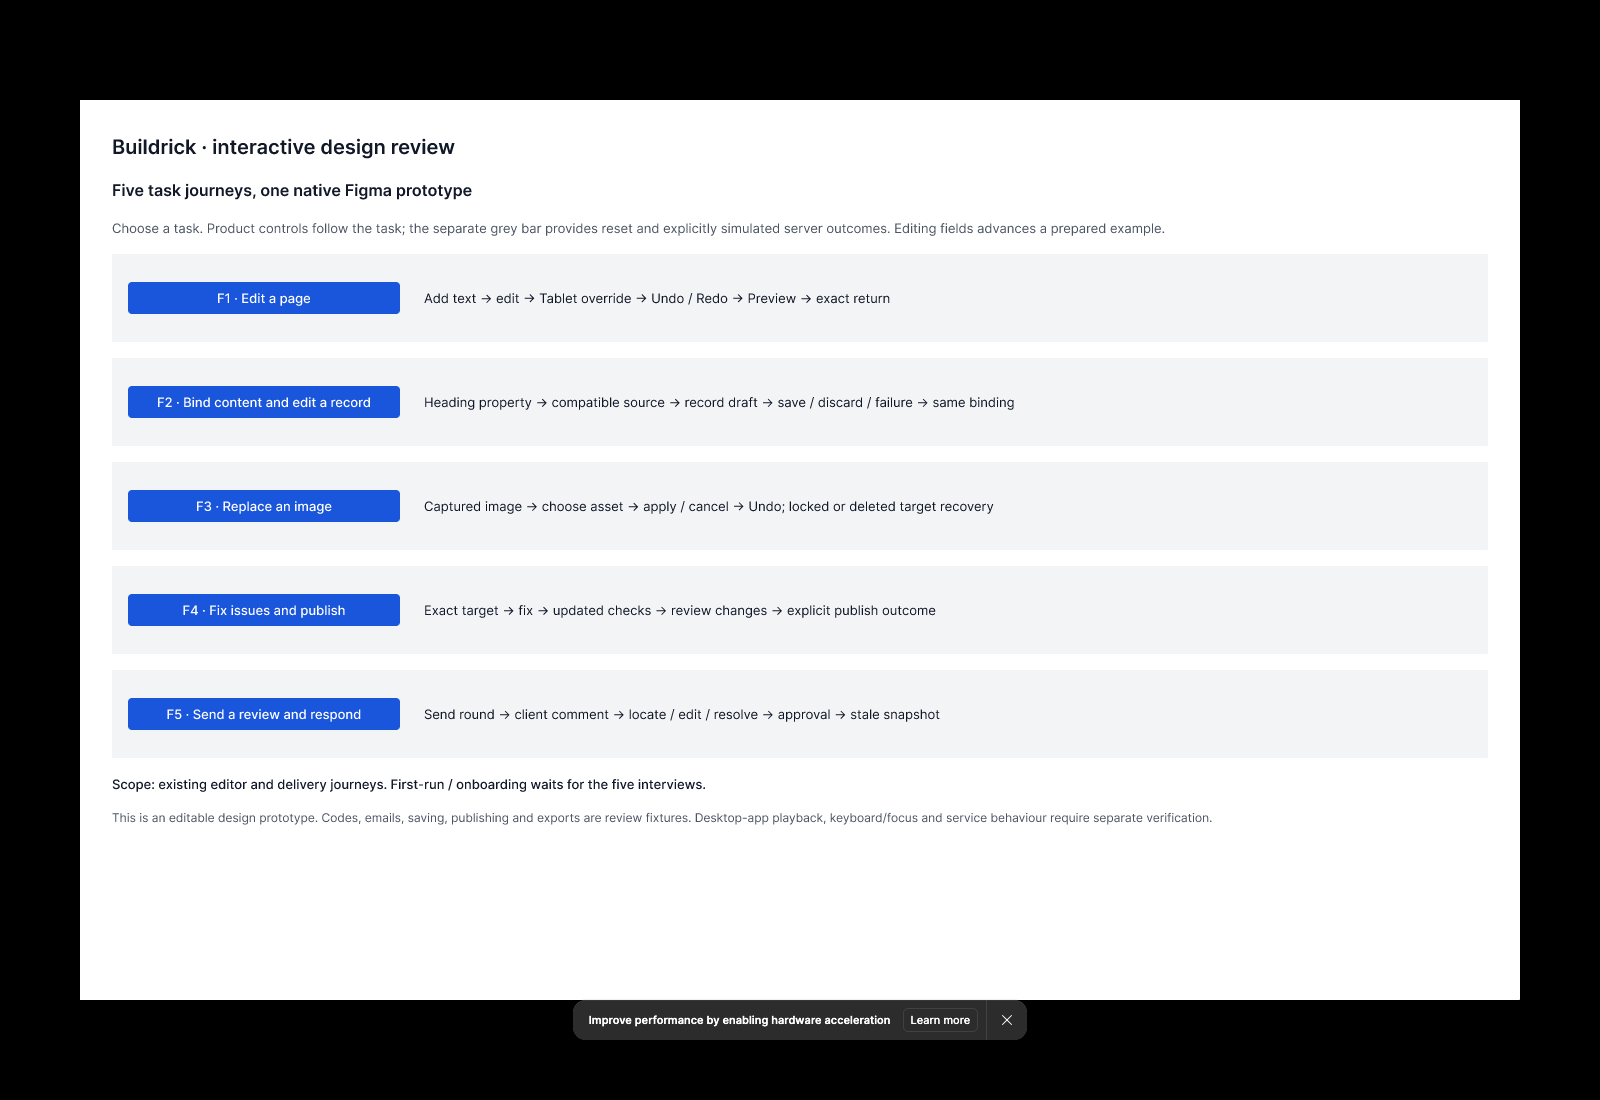 Buildrick · interactive design review
Five task journeys, one native Figma prototype
Choose a task. Product controls follow the task; the separate grey bar provides reset and explicitly simulated server outcomes. Editing fields advances a prepared example.
F1 · Edit a page
Add text → edit → Tablet override → Undo / Redo → Preview → exact return
F2 · Bind content and edit a record
Heading property → compatible source → record draft → save / discard / failure → same binding
F3 · Replace an image
Captured image → choose asset → apply / cancel → Undo; locked or deleted target recovery
F4 · Fix issues and publish
Exact target → fix → updated checks → review changes → explicit publish outcome
F5 · Send a review and respond
Send round → client comment → locate / edit / resolve → approval → stale snapshot
Scope: existing editor and delivery journeys. First-run / onboarding waits for the five interviews.
This is an editable design prototype. Codes, emails, saving, publishing and exports are review fixtures. Desktop-app playback, keyboard/focus and service behaviour require separate verification.
Improve performance by enabling hardware acceleration
Learn more